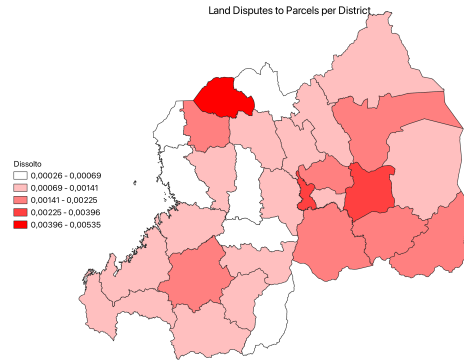 Land Disputes to Parcels per District
Dissolto
0,00026 - 0,00069
0,00069 - 0,00141
0,00141 - 0,00225
0,00225 - 0,00396
0,00396 - 0,00535